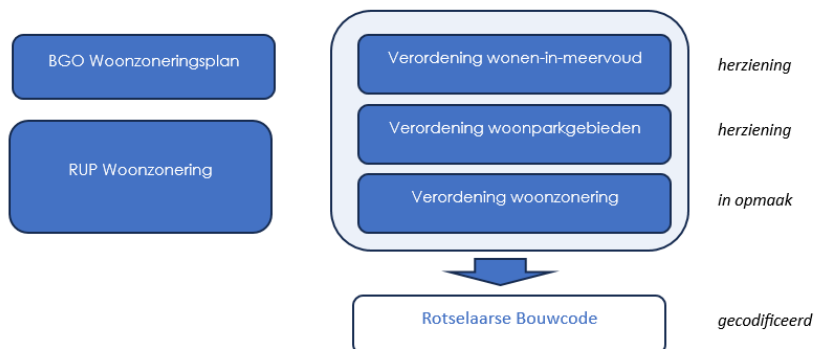 BGO Woonzoneringsplan
RUP Woonzonering
Verordening wonen-in-meervoud
herziening
Verordening woonparkgebieden
herziening
Verordening woonzonering
in opmaak
Rotselaarse Bouwcode
gecodificeerd